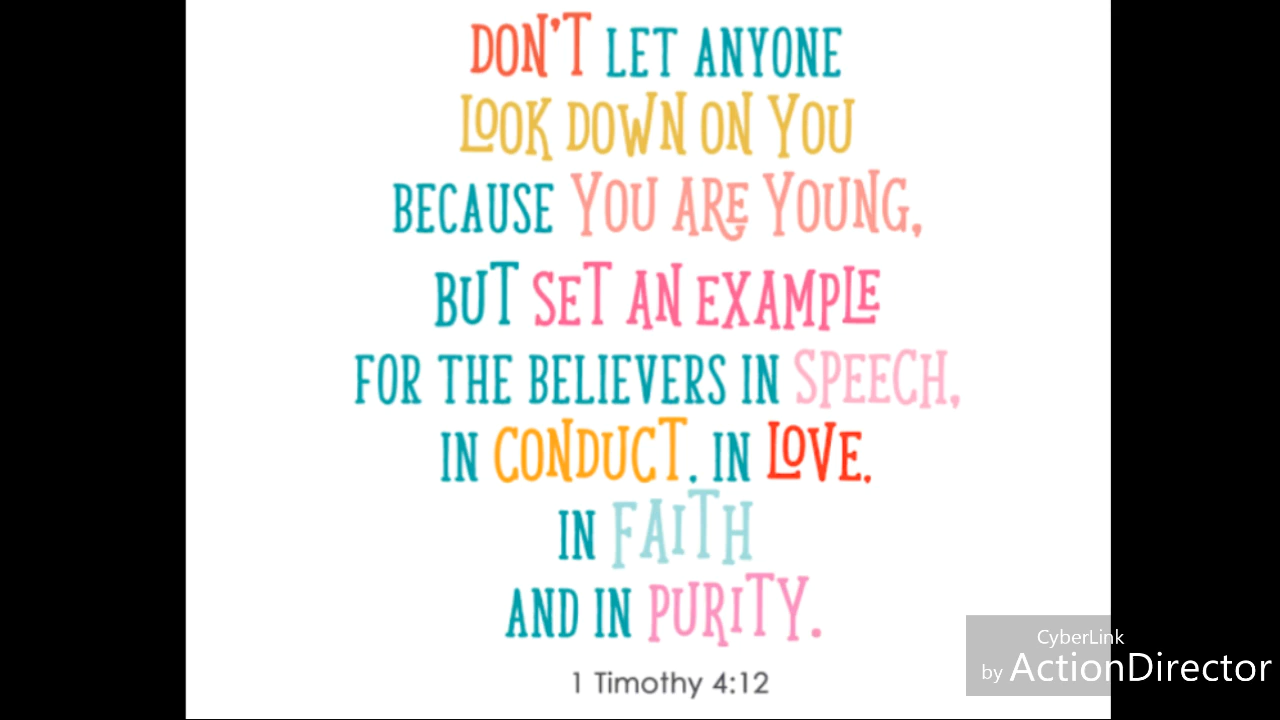 DON'T LET ANYONE
LOOK DOWN ON YOU
BECAUSE YOU ARE YOUNG,
BUT SET AN EXAMPLE
FOR THE BELIEVERS IN SPEECH,
IN CONDUCT, IN LOVE,
IN FAITH
AND IN PURITY.
1 Timothy 4:12
CyberLink
by ActionDirector